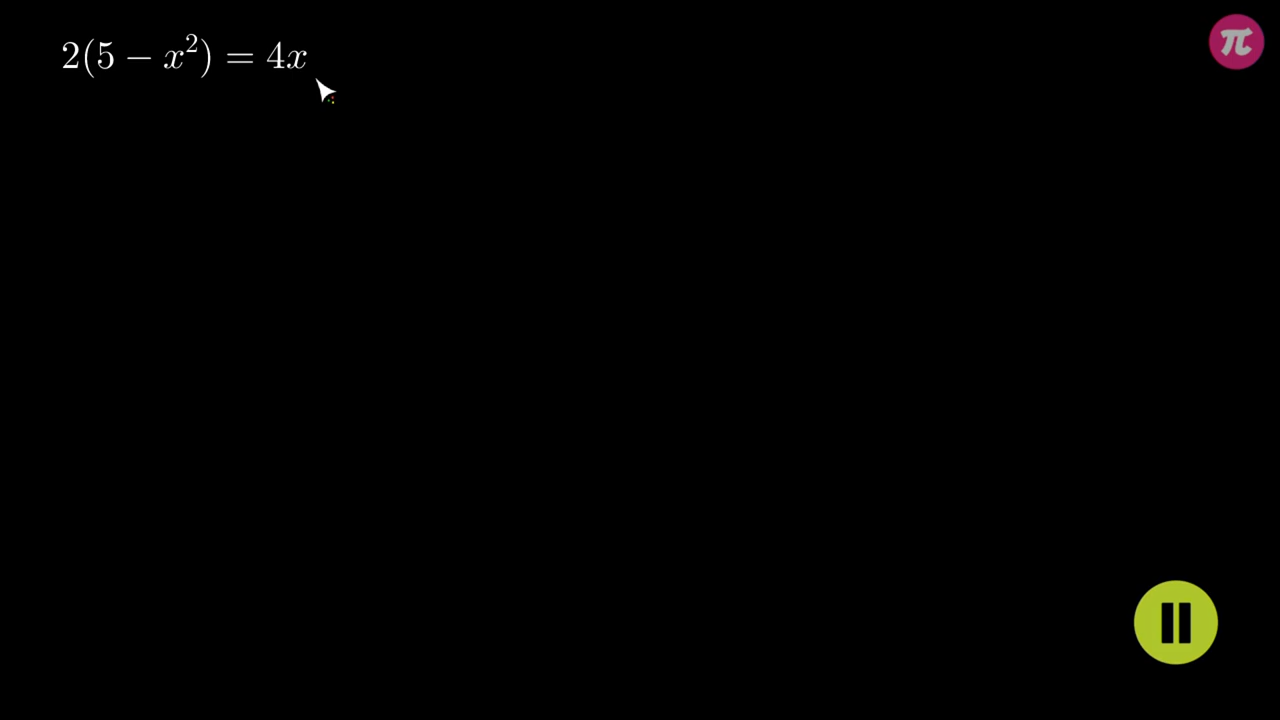 2(5 − x²) = 4x
π